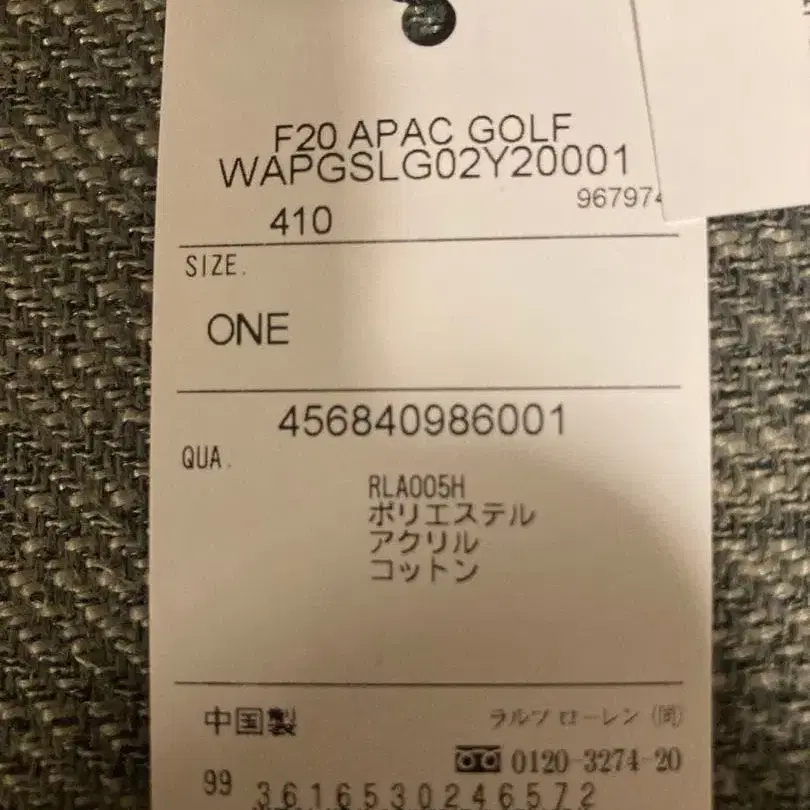 F20 APAC GOLF
WAPGSLG02Y20001
96797
410
SIZE.
ONE
456840986001
QUA.
RLA005H
ポリエステル
アクリル
コットン
中国製
ラルフ ローレン (株)
0120-3274-20
99 3616530246572